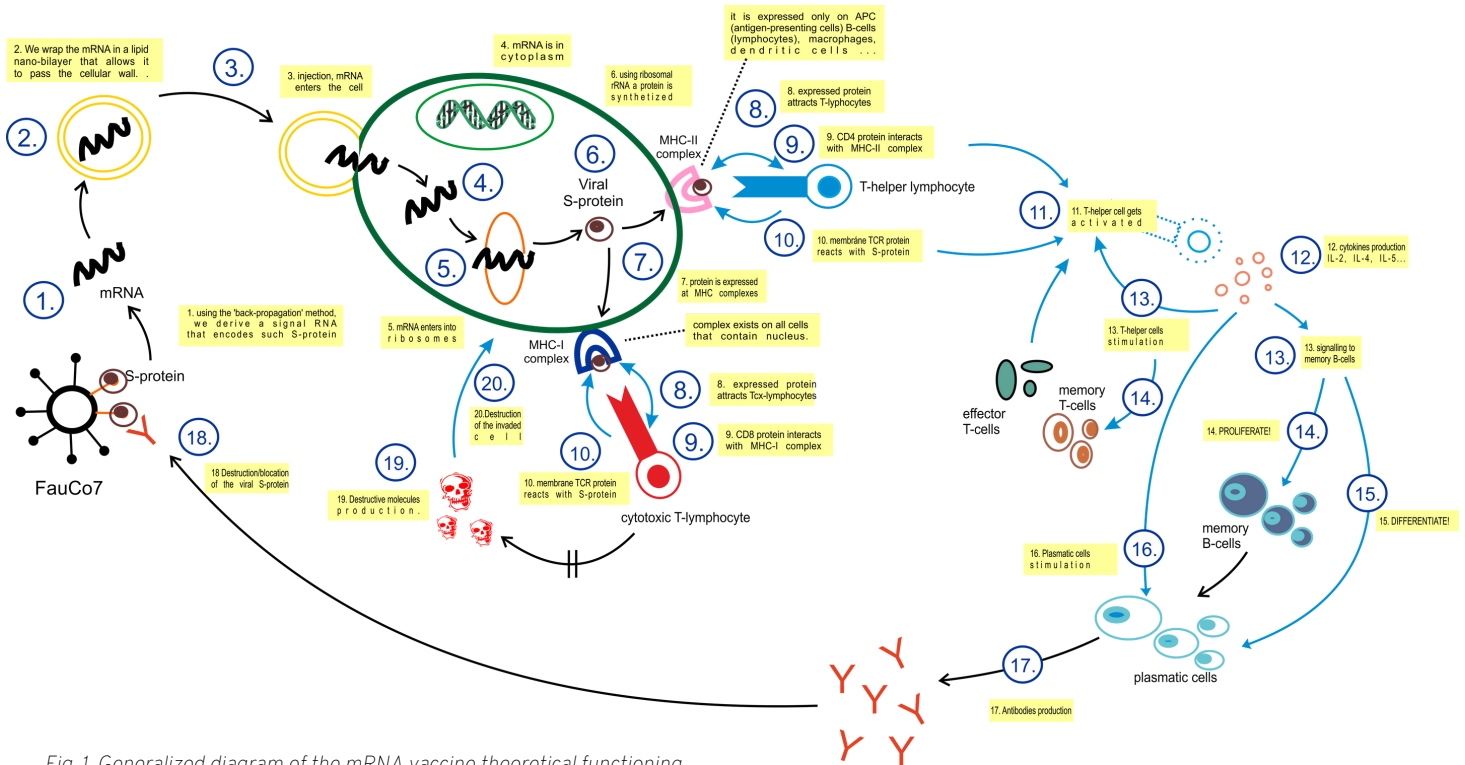 2. We wrap the mRNA in a lipid
nano-bilayer that allows it
to pass the cellular wall. .
2.
3.
3. injection, mRNA
enters the cell
4. mRNA is in
cytoplasm
6. using ribosomal
rRNA a protein is
synthetized
it is expressed only on APC
(antigen-presenting cells) B-cells
(lymphocytes), macrophages,
dendritic cells ...
8.
8. expressed protein
attracts T-lyphocytes
9.
9. CD4 protein interacts
with MHC-II complex
MHC-II
complex
T-helper lymphocyte
10.
10. membráne TCR protein
reacts with S-protein
4.
5.
6.
Viral
S-protein
7.
7. protein is expressed
at MHC complexes
1.
mRNA
1. using the 'back-propagation' method,
we derive a signal RNA
that encodes such S-protein
S-protein
18.
18 Destruction/blocation
of the viral S-protein
FauCo7
5. mRNA enters into
ribosomes
MHC-I
complex
complex exists on all cells
that contain nucleus.
20.
20.Destruction
of the invaded
cell
8.
8. expressed protein
attracts Tcx-lymphocytes
9.
9. CD8 protein interacts
with MHC-I complex
10.
10. membrane TCR protein
reacts with S-protein
cytotoxic T-lymphocyte
19.
19. Destructive molecules
production.
11.
11. T-helper cell gets
activated
12.
12. cytokines production
IL-2, IL-4, IL-5...
13.
13. T-helper cells
stimulation
13.
13. signalling to
memory B-cells
effector
T-cells
memory
T-cells
14.
14. PROLIFERATE!
14.
15.
15. DIFFERENTIATE!
memory
B-cells
16. Plasmatic cells
stimulation
16.
plasmatic cells
17.
17. Antibodies production
Fig. 1. Generalized diagram of the mRNA vaccine theoretical functioning